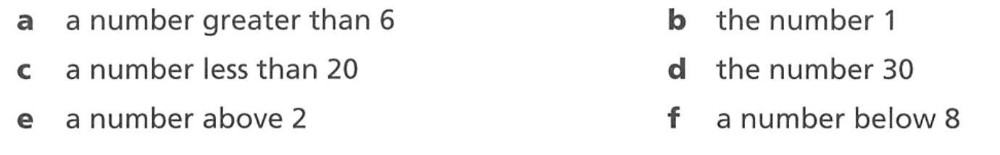 a a number greater than 6 b the number 1
c a number less than 20 d the number 30
e a number above 2 f a number below 8